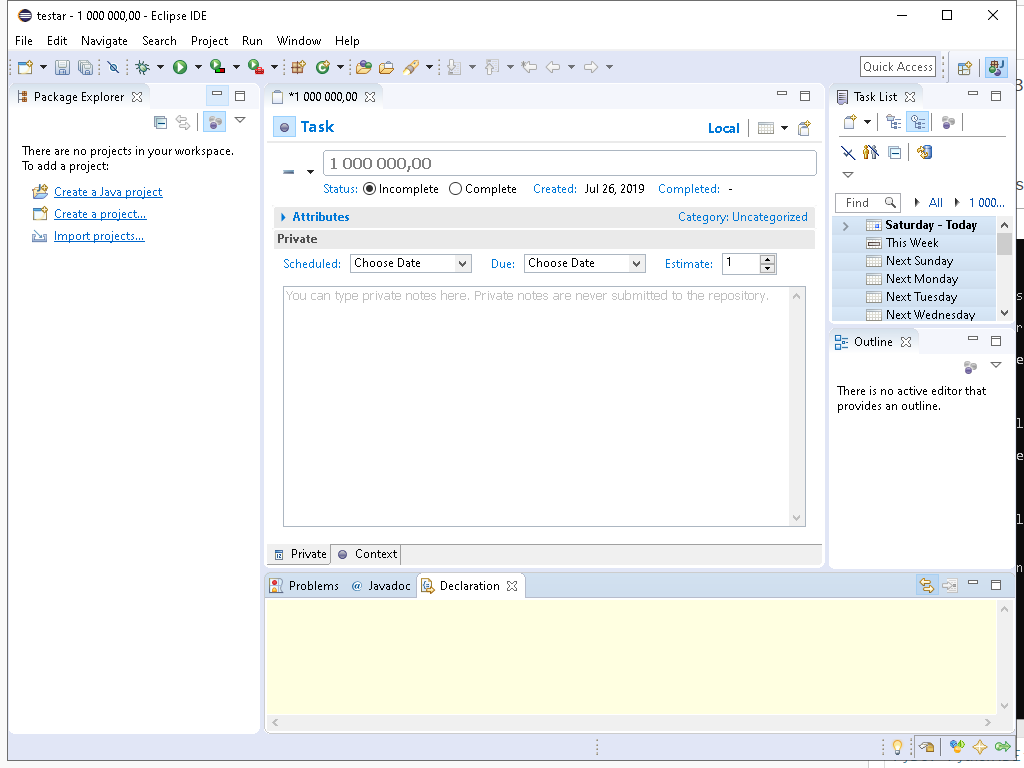 testar - 1 000 000,00 - Eclipse IDE
File Edit Navigate Search Project Run Window Help
Quick Access
Package Explorer
There are no projects in your workspace.
To add a project:
Create a Java project
Create a project...
Import projects...
*1 000 000,00
Task
Local
1 000 000,00
Status: Incomplete Complete Created: Jul 26, 2019 Completed: -
Attributes
Category: Uncategorized
Private
Scheduled: Choose Date Due: Choose Date Estimate: 1
You can type private notes here. Private notes are never submitted to the repository.
Private Context
Task List
Find All 1 000...
Saturday - Today
This Week
Next Sunday
Next Monday
Next Tuesday
Next Wednesday
Outline
There is no active editor that
provides an outline.
Problems @ Javadoc Declaration